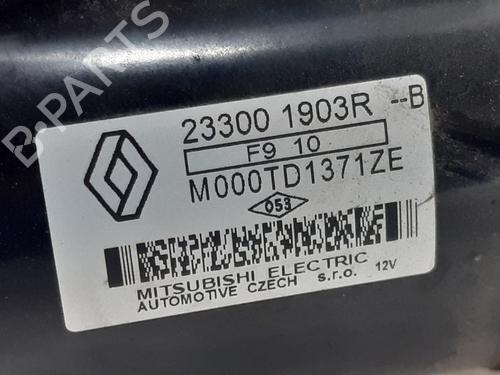 B-PARTS
23300 1903R --B
F9 10
M000TD1371ZE
053
MITSUBISHI ELECTRIC
AUTOMOTIVE CZECH s.r.o. 12V